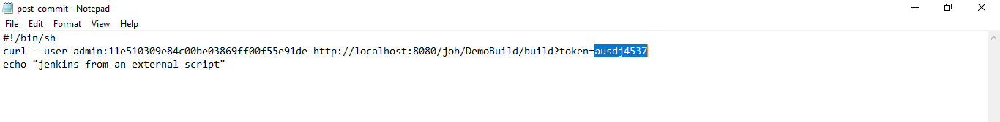 post-commit - Notepad
File Edit Format View Help
#!/bin/sh
curl --user admin:11e510309e84c00be03869ff00f55e91de http://localhost:8080/job/DemoBuild/build?token=ausdj4537
echo "jenkins from an external script"